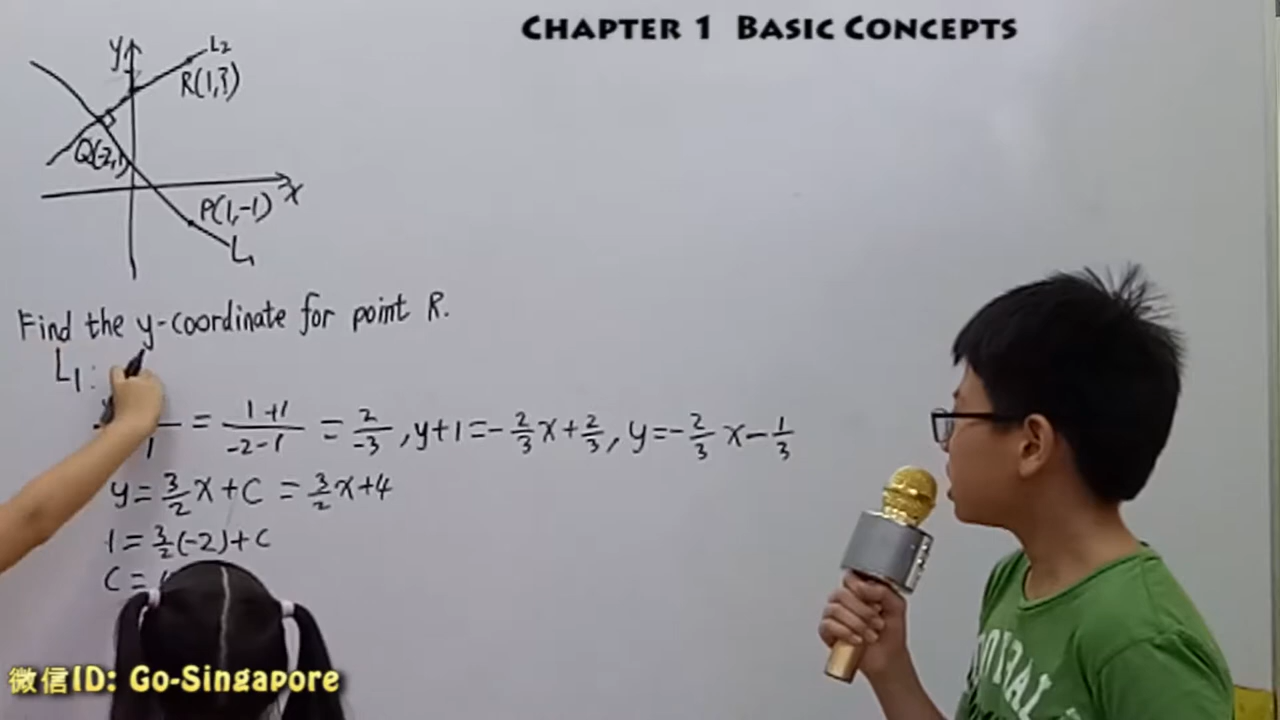 CHAPTER 1 BASIC CONCEPTS
y
L₂
R(1,?)
Q(-2,1)
x
P(1,-1)
L₁
Find the y-coordinate for point R.
L₁:
1 = (1+1)/(-2-1) = 2/-3 , y+1=-2/3x+2/3, y=-2/3x-1/3
y=3/2x+C = 3/2x+4
1=3/2(-2)+C
C=
微信ID: Go-Singapore